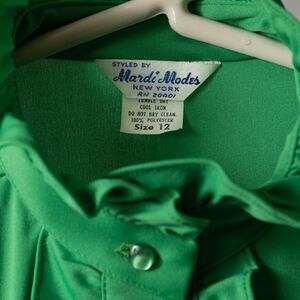 STYLED BY
Mardi Modes
NEW YORK
RN 20401
TUMBLE DRY
COOL IRON
DO NOT DRY CLEAN.
100% POLYESTER
Size 12